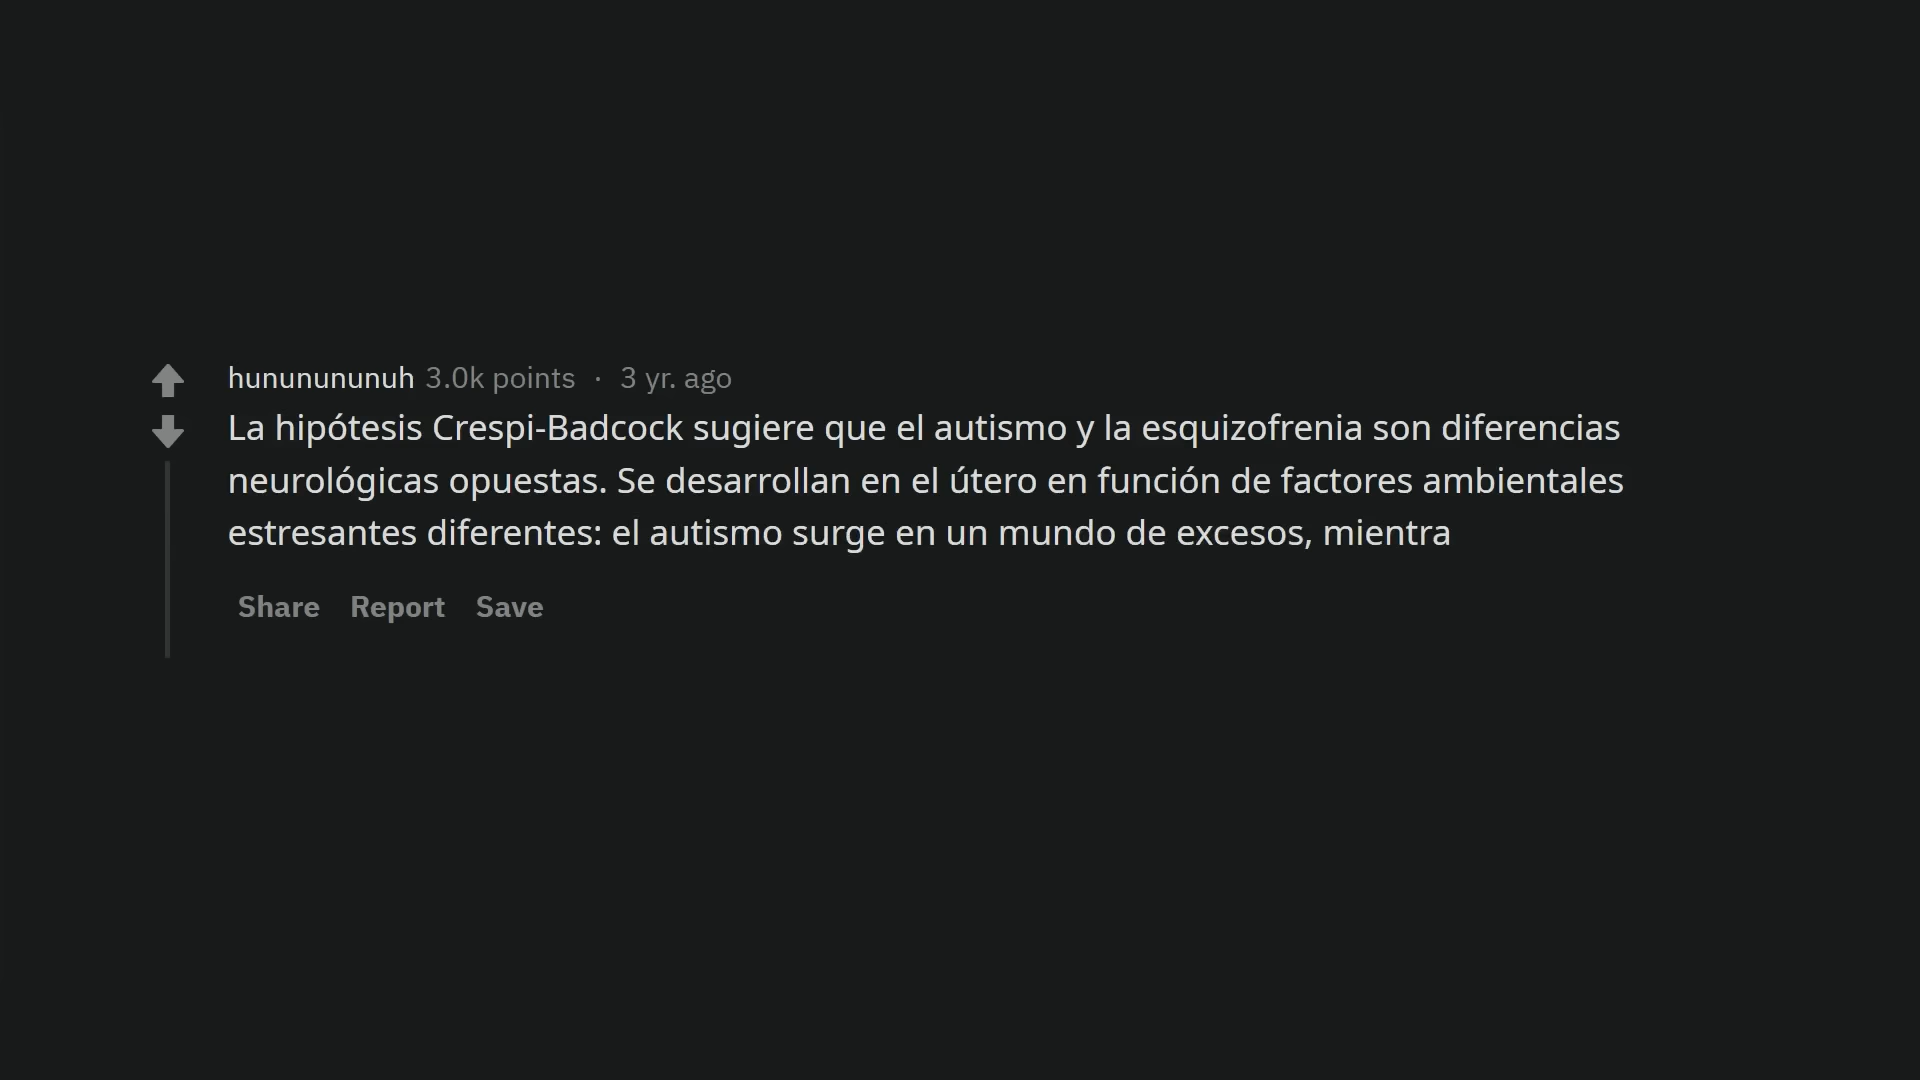 hunununununuh 3.0k points · 3 yr. ago
La hipótesis Crespi-Badcock sugiere que el autismo y la esquizofrenia son diferencias
neurológicas opuestas. Se desarrollan en el útero en función de factores ambientales
estresantes diferentes: el autismo surge en un mundo de excesos, mientra
Share Report Save